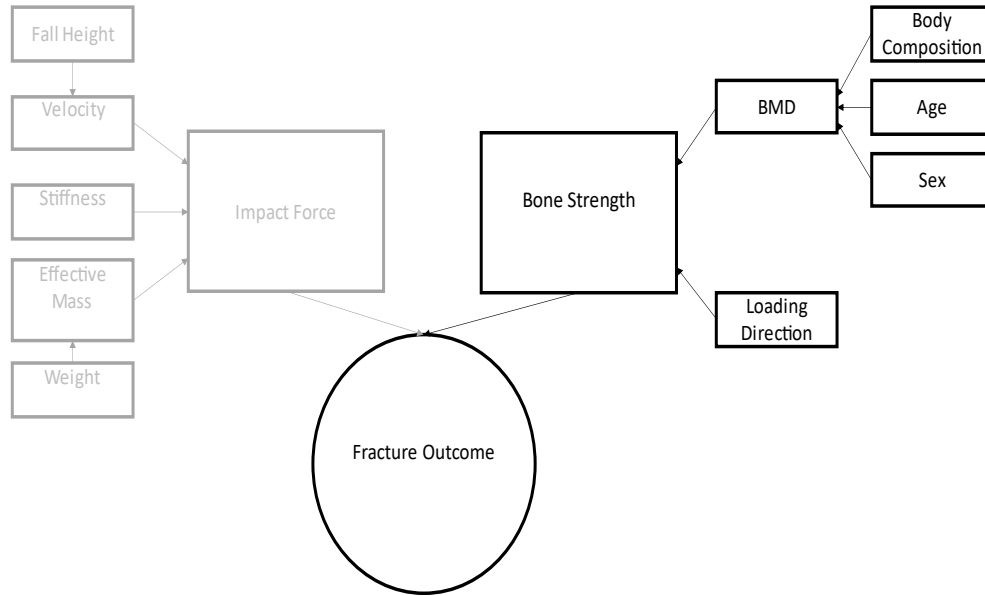 Fall Height
Velocity
Stiffness
Effective
Mass
Weight
Impact Force
Bone Strength
BMD
Body
Composition
Age
Sex
Loading
Direction
Fracture Outcome